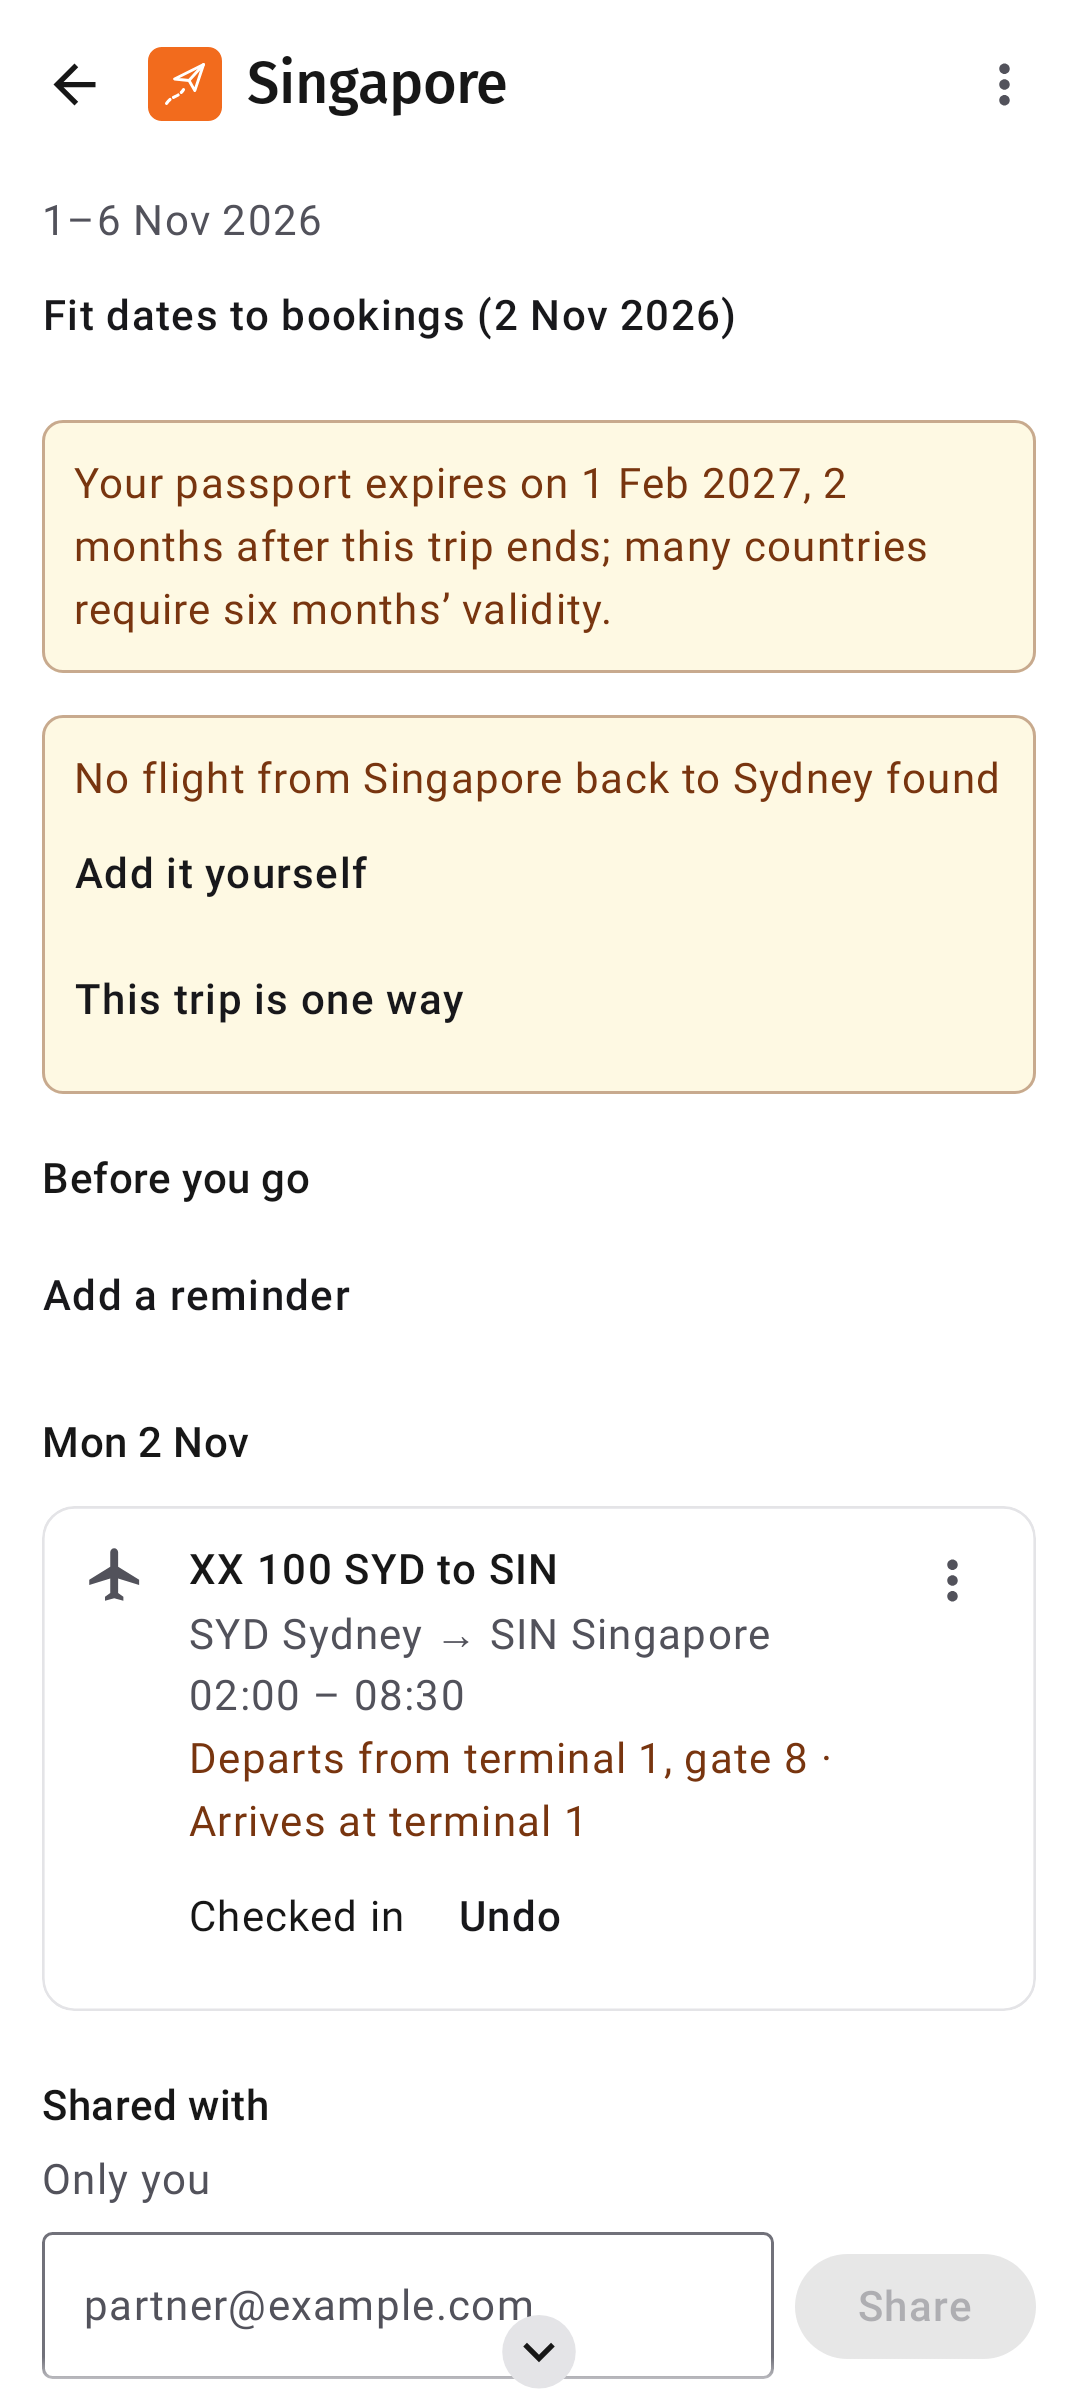 Singapore
1–6 Nov 2026
Fit dates to bookings (2 Nov 2026)
Your passport expires on 1 Feb 2027, 2
months after this trip ends; many countries
require six months’ validity.
No flight from Singapore back to Sydney found
Add it yourself
This trip is one way
Before you go
Add a reminder
Mon 2 Nov
XX 100 SYD to SIN
SYD Sydney → SIN Singapore
02:00 – 08:30
Departs from terminal 1, gate 8 ·
Arrives at terminal 1
Checked in Undo
Shared with
Only you
partner@example.com
Share